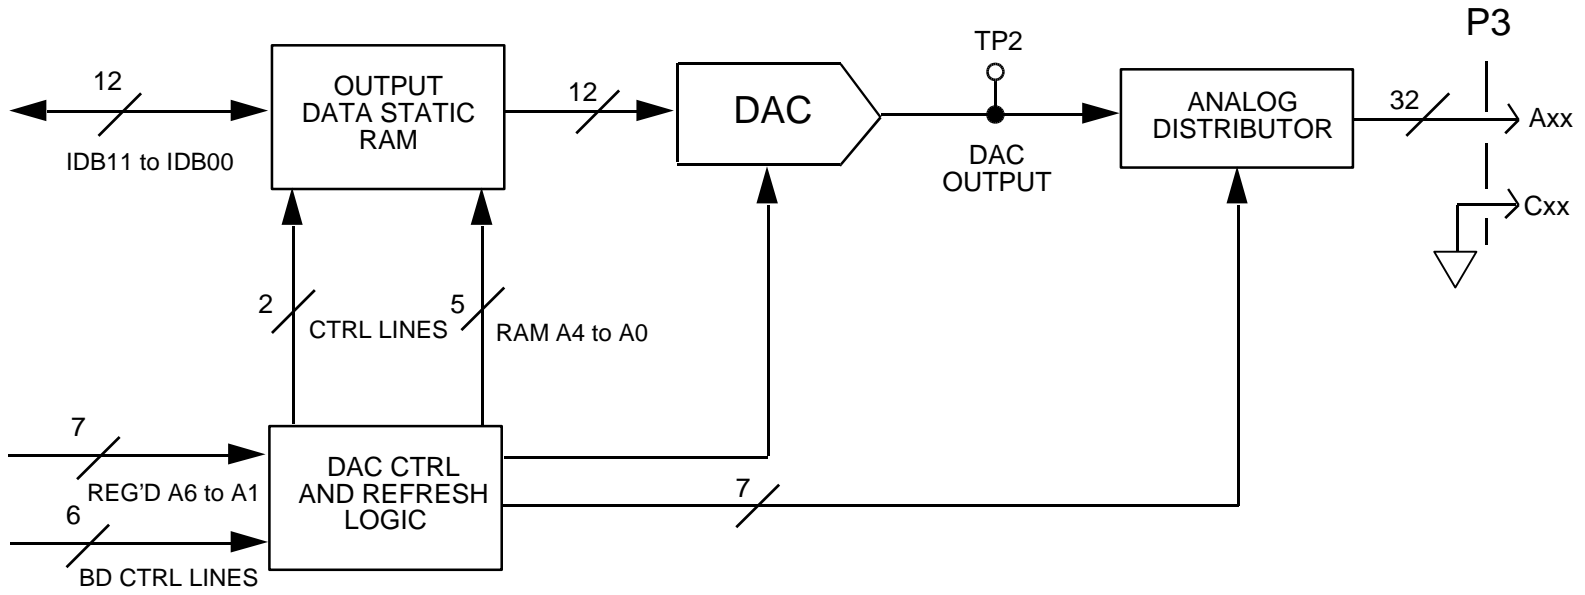 P3
TP2
12
OUTPUT
DATA STATIC
RAM
12
DAC
ANALOG
DISTRIBUTOR
32
Axx
IDB11 to IDB00
DAC
OUTPUT
Cxx
2
CTRL LINES
5
RAM A4 to A0
7
REG'D A6 to A1
DAC CTRL
AND REFRESH
LOGIC
7
6
BD CTRL LINES